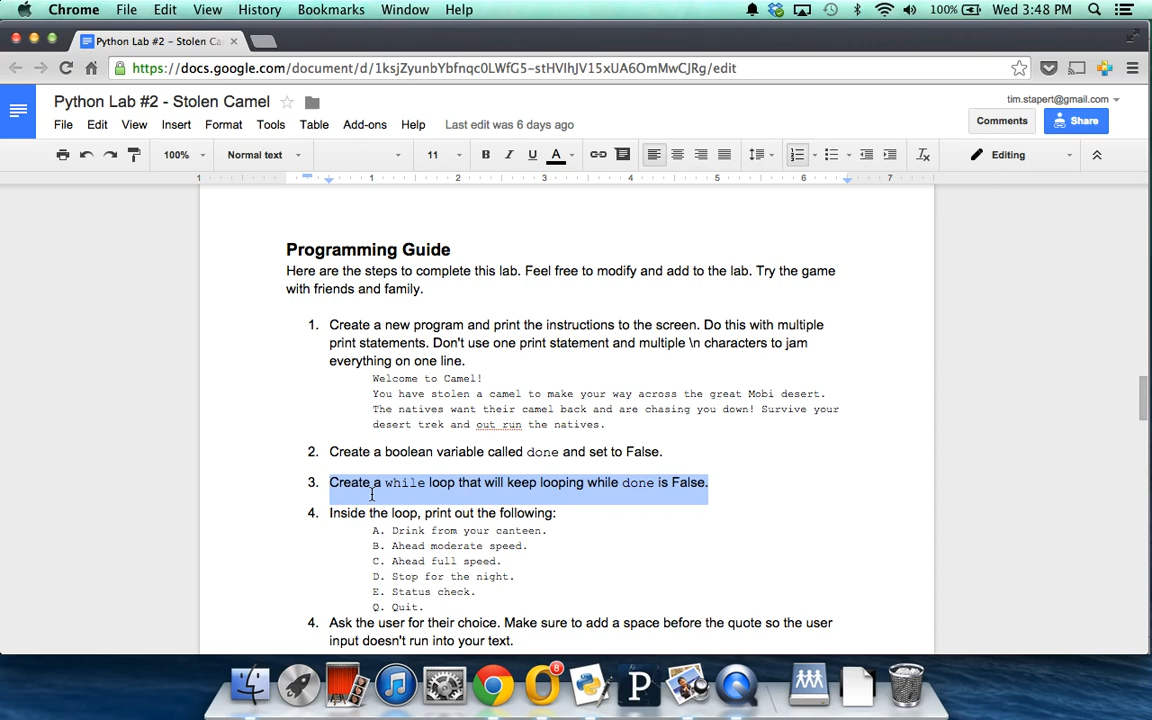 Chrome File Edit View History Bookmarks Window Help 100% Wed 3:48 PM
Python Lab #2 - Stolen Ca
https://docs.google.com/document/d/1ksjZyunbYbfnqc0LWfG5-stHVIhJV15xUA6OmMwCJRg/edit
Python Lab #2 - Stolen Camel
tim.stapert@gmail.com
File Edit View Insert Format Tools Table Add-ons Help Last edit was 6 days ago
Comments Share
100% Normal text 11 B I U A Editing
1 1 2 3 4 5 6 7
Programming Guide
Here are the steps to complete this lab. Feel free to modify and add to the lab. Try the game
with friends and family.
1. Create a new program and print the instructions to the screen. Do this with multiple
print statements. Don't use one print statement and multiple \n characters to jam
everything on one line.
Welcome to Camel!
You have stolen a camel to make your way across the great Mobi desert.
The natives want their camel back and are chasing you down! Survive your
desert trek and out run the natives.
2. Create a boolean variable called done and set to False.
3. Create a while loop that will keep looping while done is False.
4. Inside the loop, print out the following:
A. Drink from your canteen.
B. Ahead moderate speed.
C. Ahead full speed.
D. Stop for the night.
E. Status check.
Q. Quit.
4. Ask the user for their choice. Make sure to add a space before the quote so the user
input doesn't run into your text.
8
P